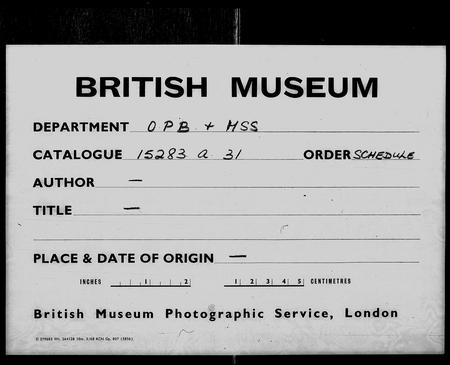 BRITISH MUSEUM
DEPARTMENT OPB + MSS
CATALOGUE 15283 a 31 ORDER SCHEDULE
AUTHOR —
TITLE —
PLACE & DATE OF ORIGIN —
INCHES 1 2 1 2 3 4 5 CENTIMETRES
British Museum Photographic Service, London